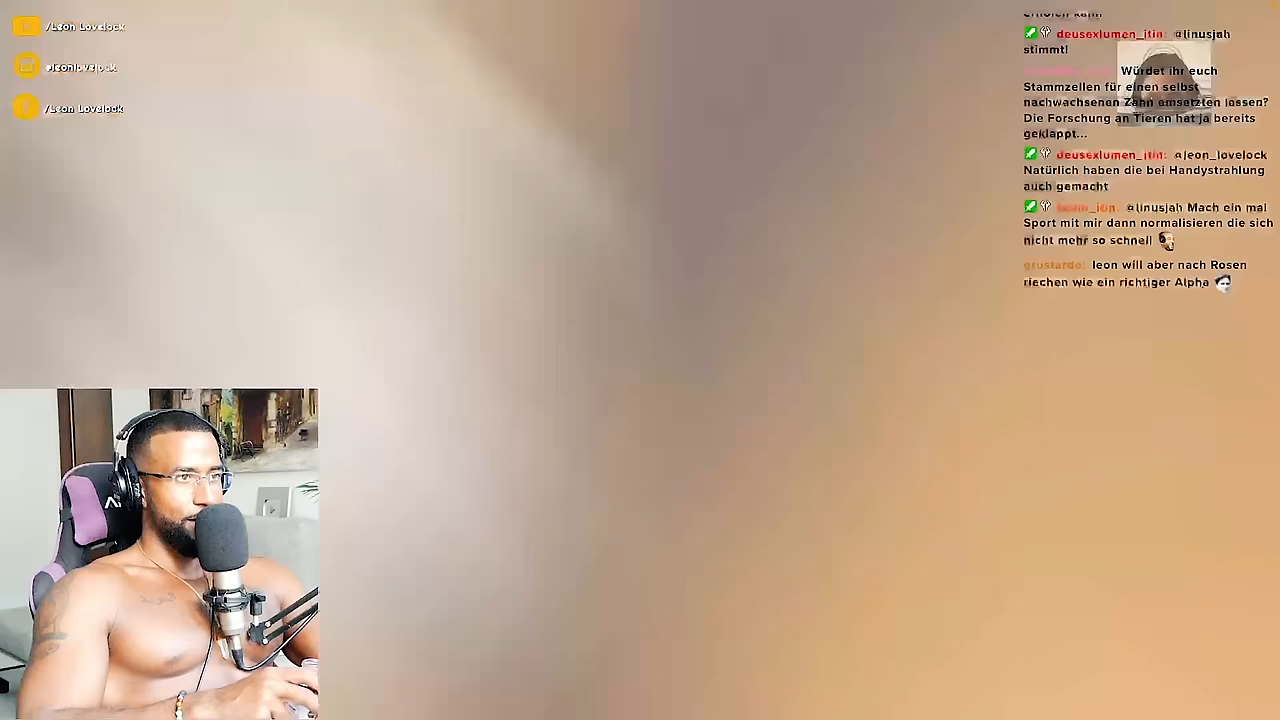 /Leon Lovelock
/Leon Lovelock
deusexlumen_itin: @linusjah
stimmt!
Würdet ihr euch
Stammzellen für einen selbst
nachwachsenen Zahn einsetzten lassen?
Die Forschung an Tieren hat ja bereits
geklappt...
deusexlumen_itin: @leon_lovelock
Natürlich haben die bei Handystrahlung
auch gemacht
@linusjah Mach ein mal
Sport mit mir dann normalisieren die sich
nicht mehr so schnell
grustardo: leon will aber nach Rosen
riechen wie ein richtiger Alpha